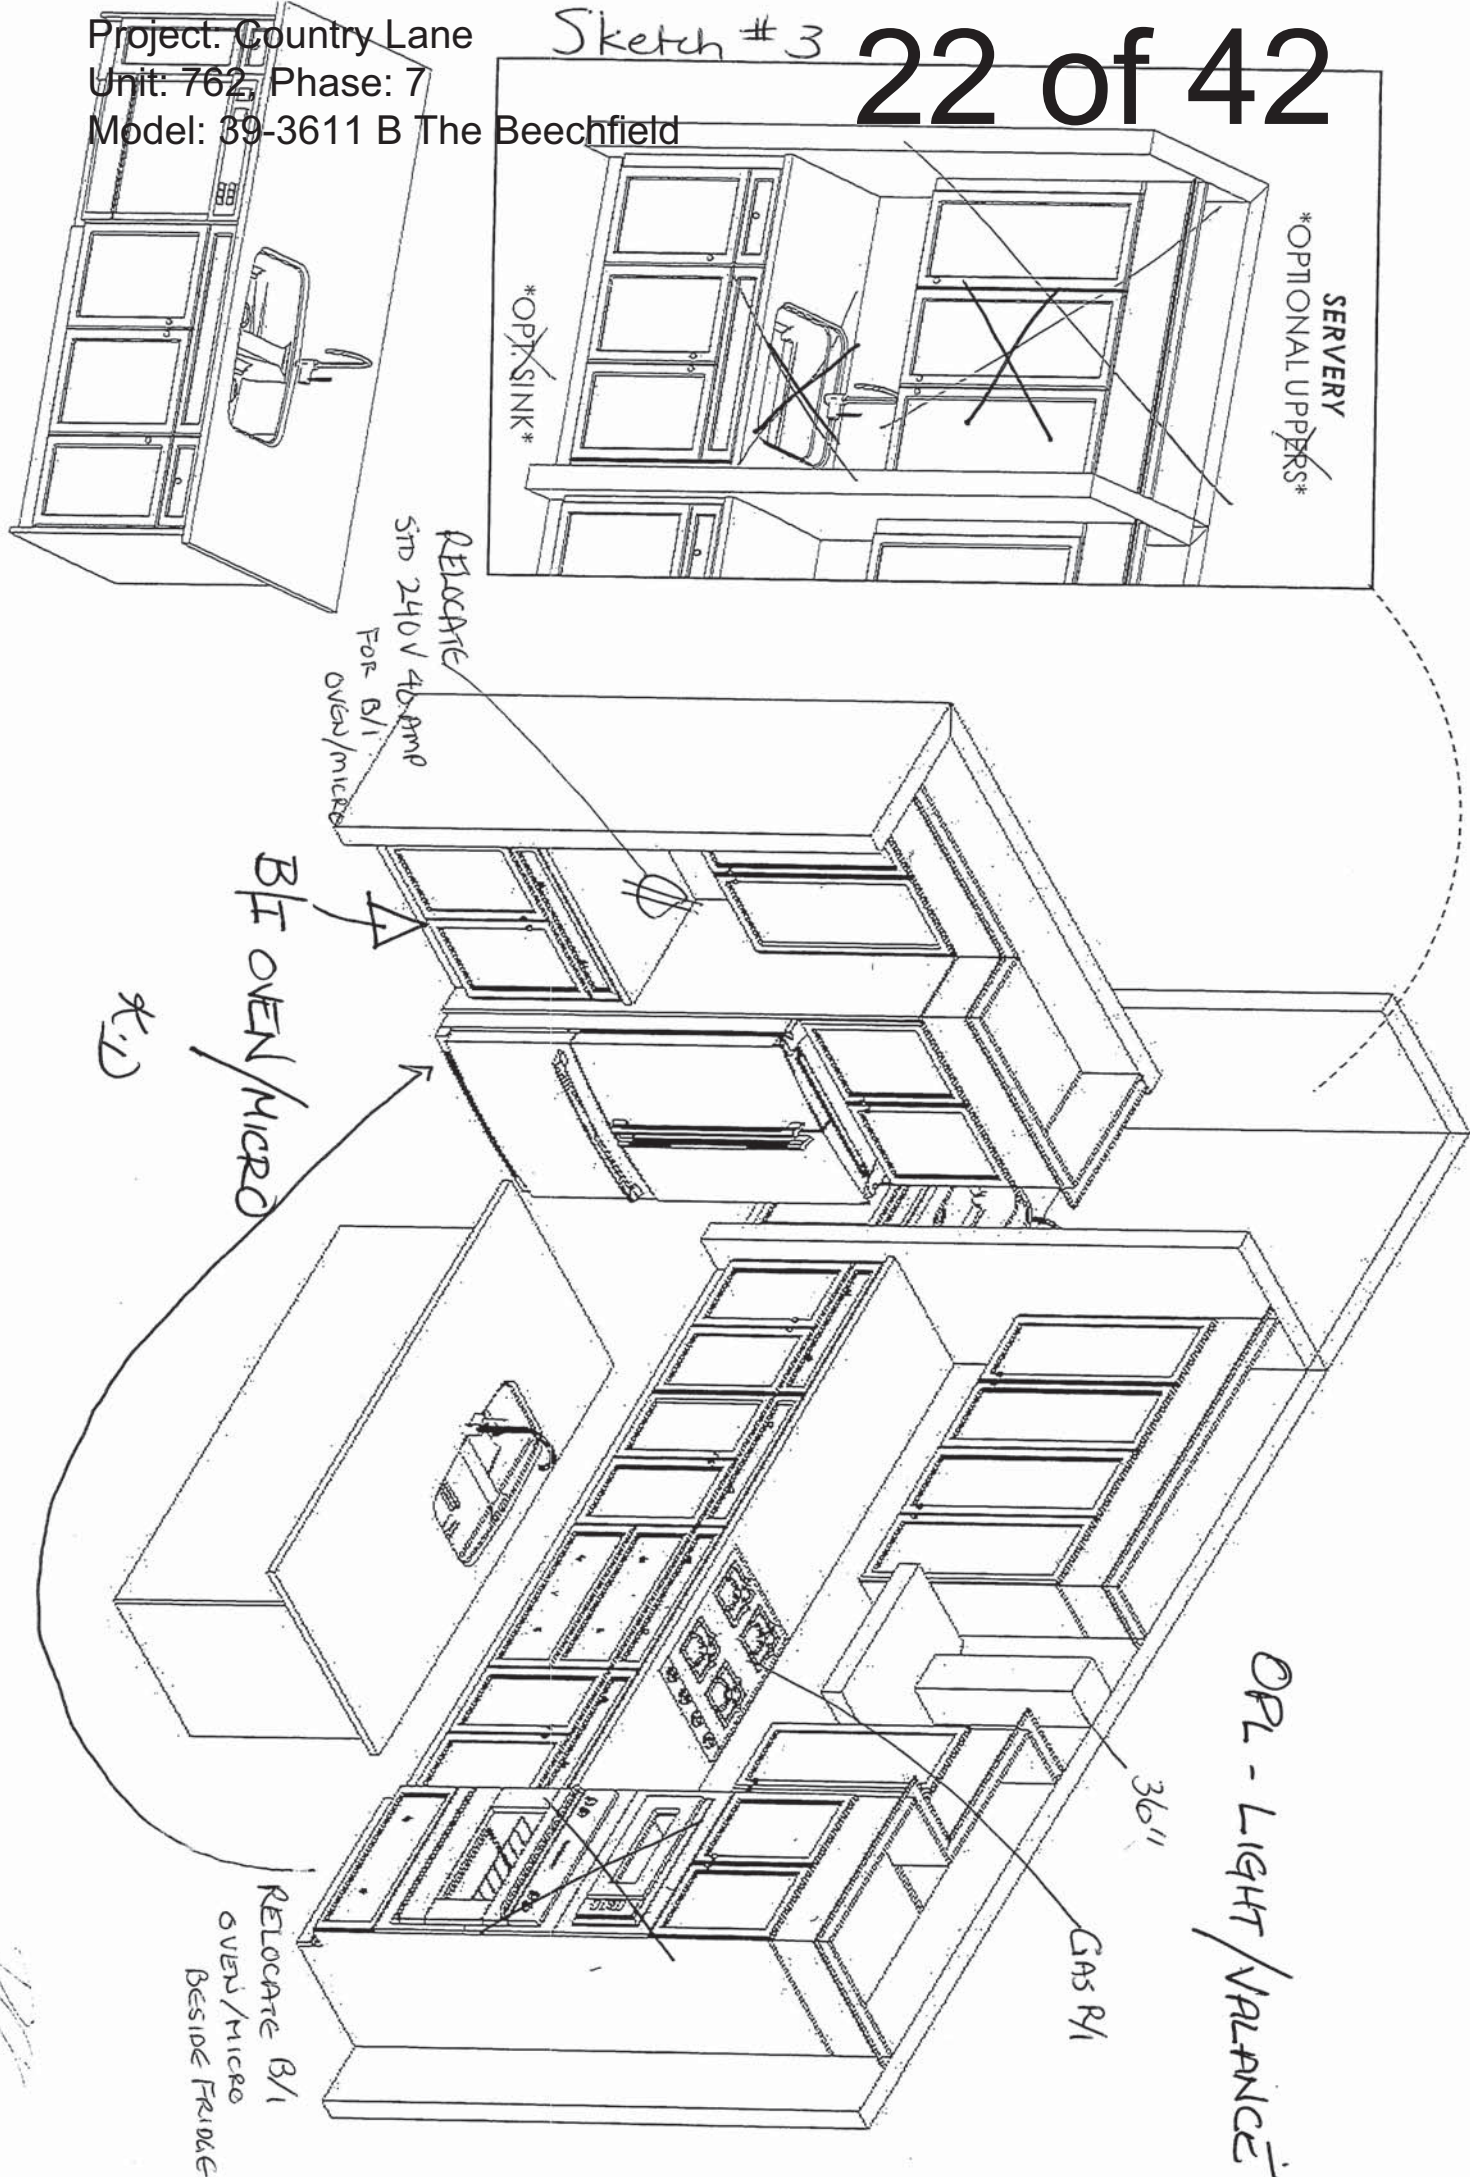 Project: Country Lane
Unit: 762, Phase: 7
Model: 39-3611 B The Beechfield
Sketch #3
22 of 42
SERVERY
*OPTIONAL UPPERS*
*OPT. SINK*
RELOCATE
STD 240V 40 AMP
FOR B/I
OVEN/MICRO
B/I OVEN/MICRO
*1)
OPL - LIGHT/VALANCE
36"
GAS R/I
RELOCATE B/I
OVEN/MICRO
BESIDE FRIDGE